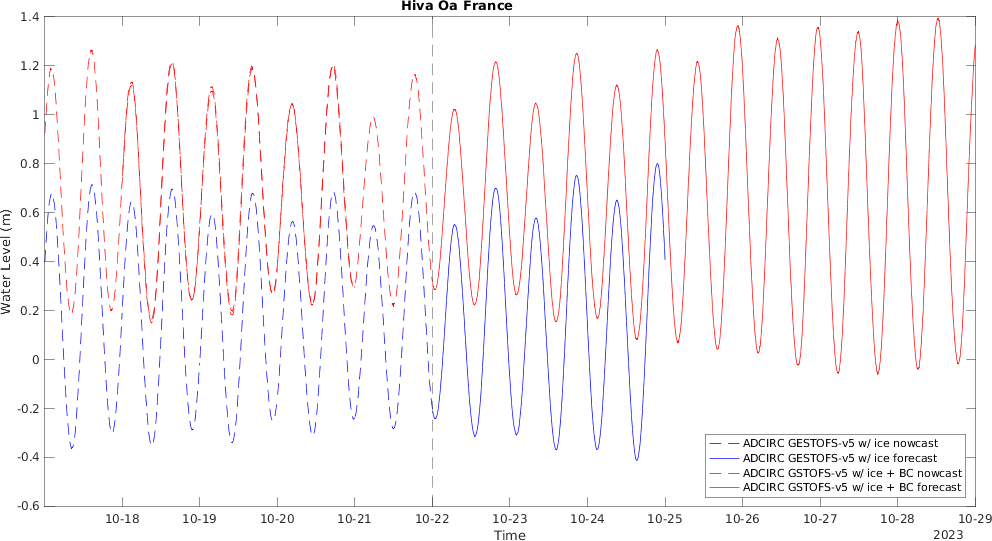 Hiva Oa France
Water Level (m)
1.4
1.2
1
0.8
0.6
0.4
0.2
0
-0.2
-0.4
-0.6
ADCIRC GESTOFS-v5 w/ ice nowcast
ADCIRC GESTOFS-v5 w/ ice forecast
ADCIRC GSTOFS-v5 w/ ice + BC nowcast
ADCIRC GSTOFS-v5 w/ ice + BC forecast
10-18 10-19 10-20 10-21 10-22 10-23 10-24 10-25 10-26 10-27 10-28 10-29
Time
2023